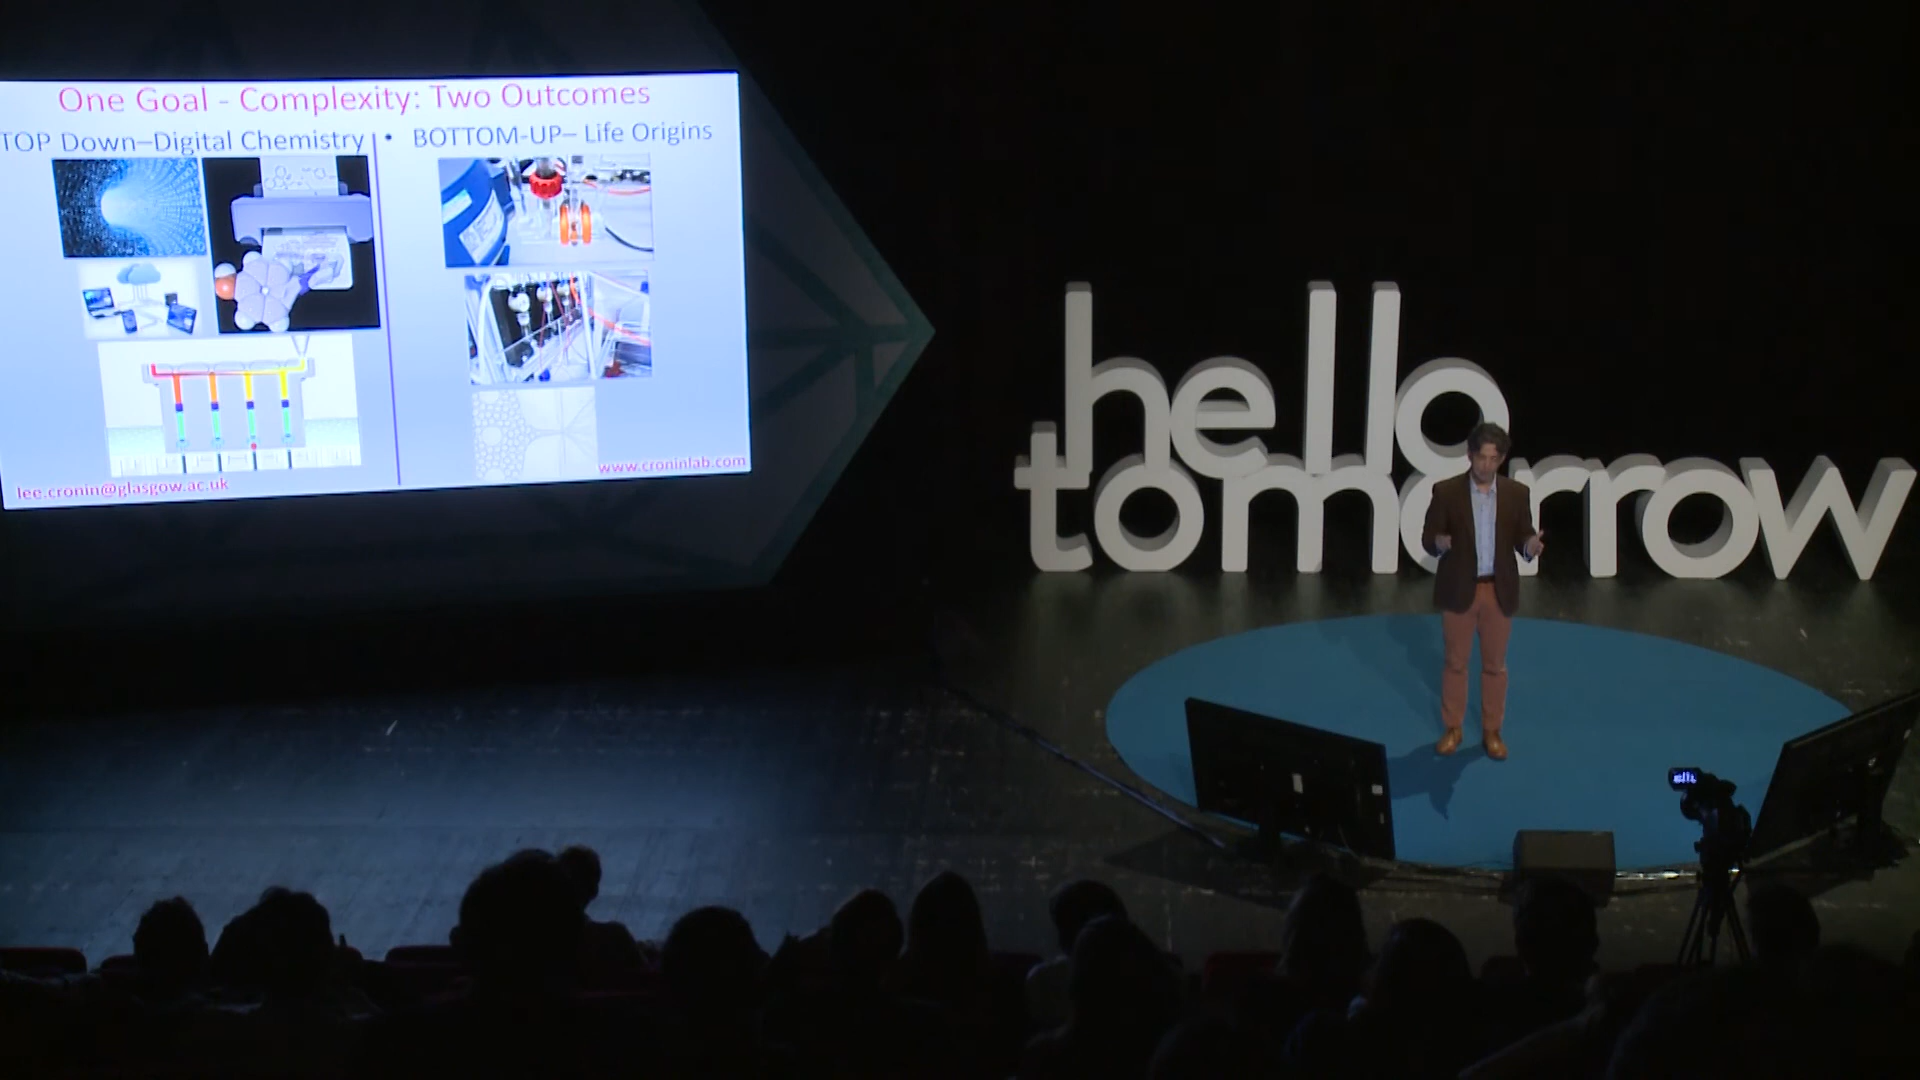 One Goal - Complexity: Two Outcomes
TOP Down–Digital Chemistry
• BOTTOM-UP– Life Origins
www.croninlab.com
lee.cronin@glasgow.ac.uk
hello
tomorrow